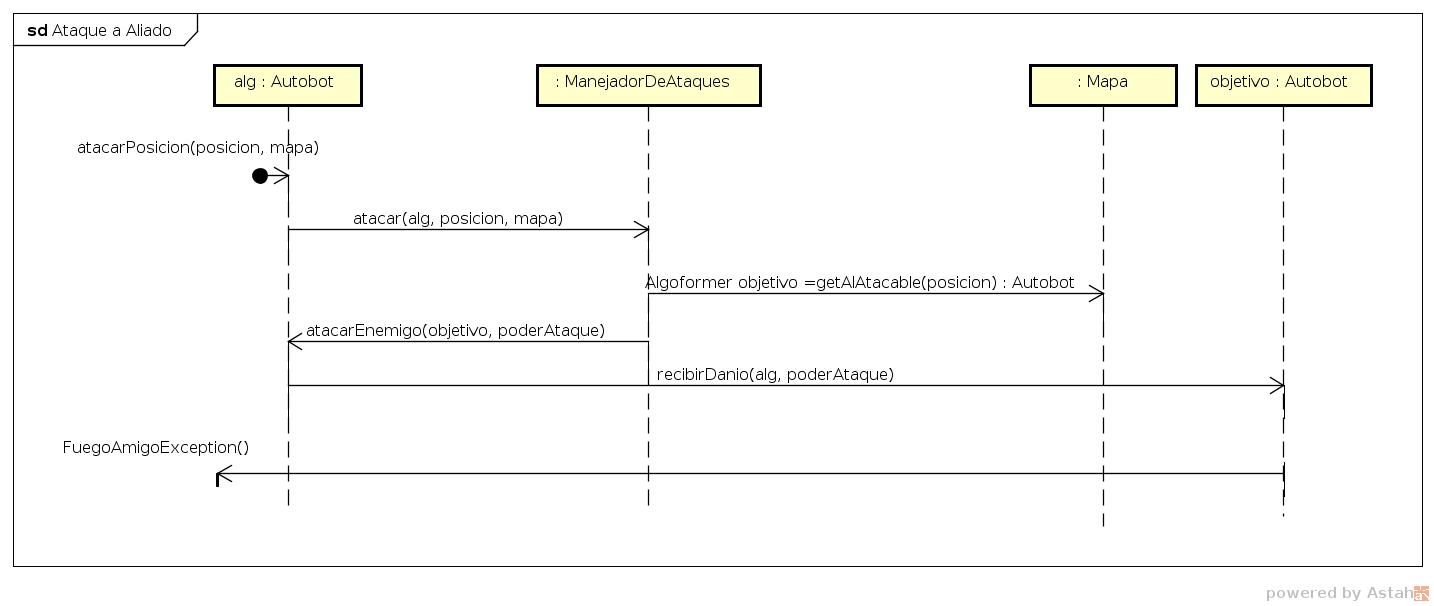 sd Ataque a Aliado
alg : Autobot
: ManejadorDeAtaques
: Mapa
objetivo : Autobot
atacarPosicion(posicion, mapa)
atacar(alg, posicion, mapa)
Algoformer objetivo =getAlAtacable(posicion) : Autobot
atacarEnemigo(objetivo, poderAtaque)
recibirDanio(alg, poderAtaque)
FuegoAmigoException()
powered by Astah